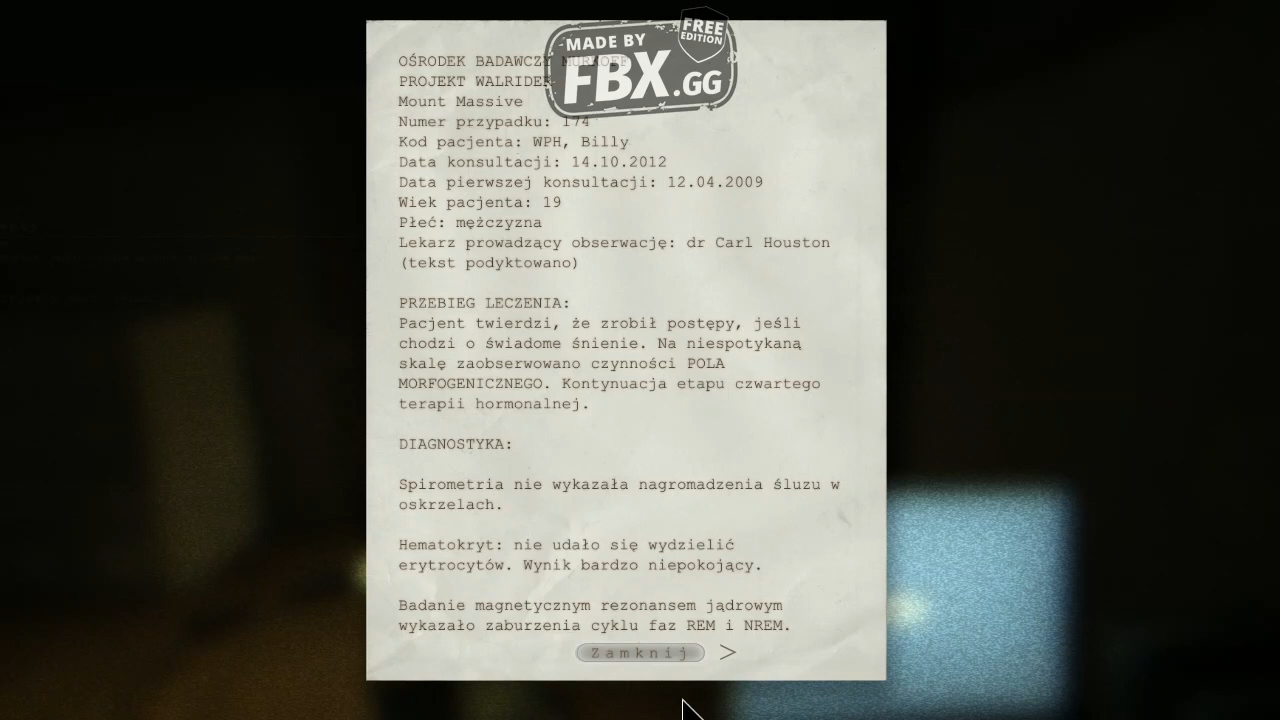 MADE BY
FBX.GG
FREE
EDITION
OŚRODEK BADAWCZY MURKOFF
PROJEKT WALRIDER
Mount Massive
Numer przypadku: 174
Kod pacjenta: WPH, Billy
Data konsultacji: 14.10.2012
Data pierwszej konsultacji: 12.04.2009
Wiek pacjenta: 19
Płeć: mężczyzna
Lekarz prowadzący obserwację: dr Carl Houston
(tekst podyktowano)
PRZEBIEG LECZENIA:
Pacjent twierdzi, że zrobił postępy, jeśli
chodzi o świadome śnienie. Na niespotykaną
skalę zaobserwowano czynności POLA
MORFOGENICZNEGO. Kontynuacja etapu czwartego
terapii hormonalnej.
DIAGNOSTYKA:
Spirometria nie wykazała nagromadzenia śluzu w
oskrzelach.
Hematokryt: nie udało się wydzielić
erytrocytów. Wynik bardzo niepokojący.
Badanie magnetycznym rezonansem jądrowym
wykazało zaburzenia cyklu faz REM i NREM.
Zamknij >